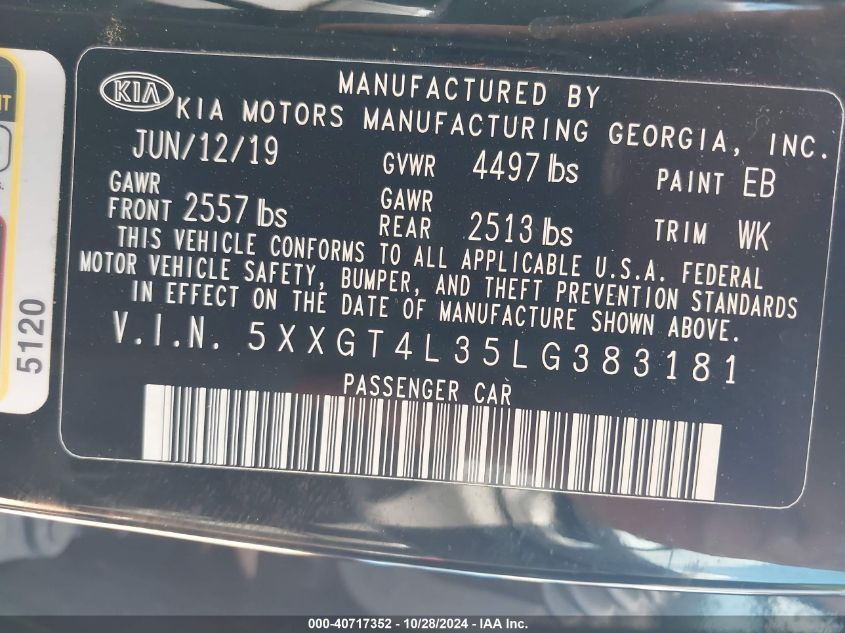 KIA
MANUFACTURED BY
KIA MOTORS MANUFACTURING GEORGIA, INC.
JUN/12/19 GVWR 4497 lbs PAINT EB
GAWR FRONT 2557 lbs GAWR REAR 2513 lbs TRIM WK
THIS VEHICLE CONFORMS TO ALL APPLICABLE U.S.A. FEDERAL
MOTOR VEHICLE SAFETY, BUMPER, AND THEFT PREVENTION STANDARDS
IN EFFECT ON THE DATE OF MANUFACTURE SHOWN ABOVE.
V.I.N. 5XXGT4L35LG383181
PASSENGER CAR
5120
000-40717352 - 10/28/2024 - IAA Inc.